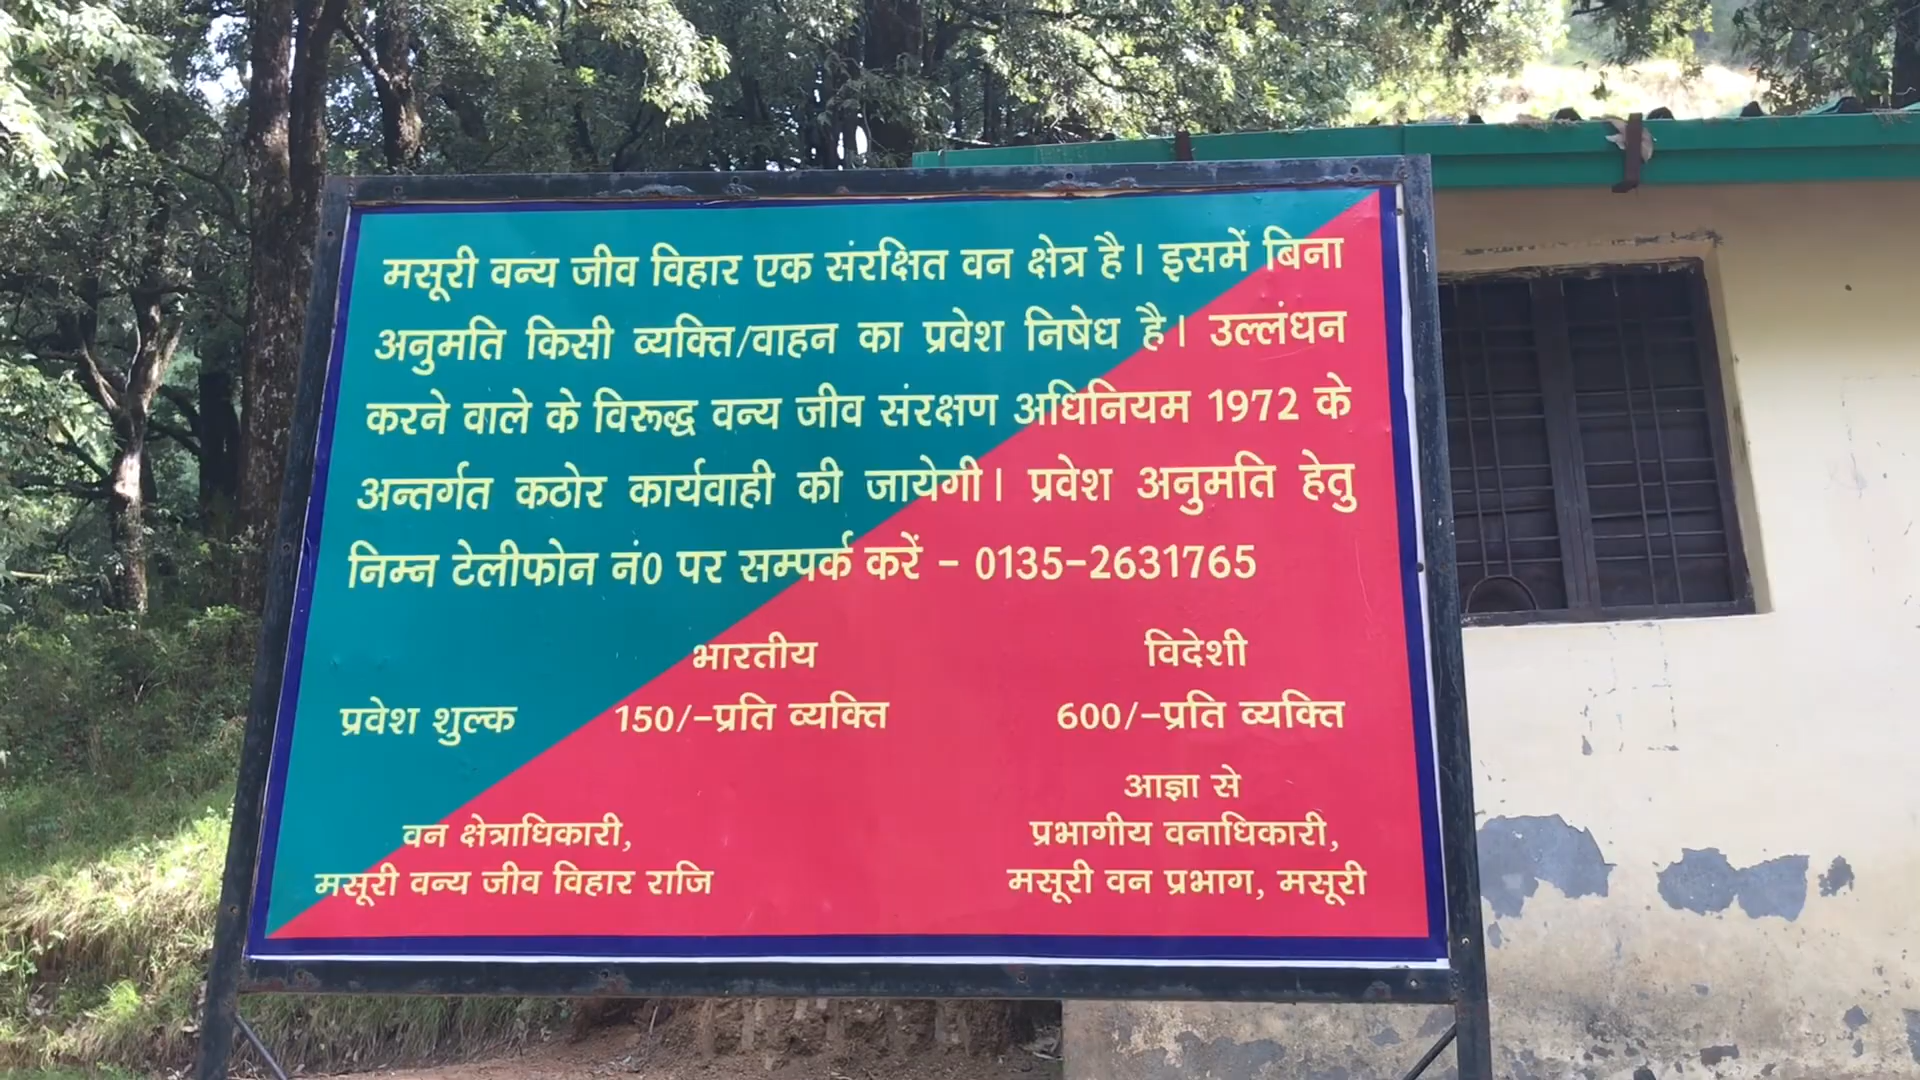 मसूरी वन्य जीव विहार एक संरक्षित वन क्षेत्र है। इसमें बिना
अनुमति किसी व्यक्ति/वाहन का प्रवेश निषेध है। उल्लंधन
करने वाले के विरूद्ध वन्य जीव संरक्षण अधिनियम 1972 के
अन्तर्गत कठोर कार्यवाही की जायेगी। प्रवेश अनुमति हेतु
निम्न टेलीफोन नं0 पर सम्पर्क करें - 0135-2631765
भारतीय विदेशी
प्रवेश शुल्क 150/-प्रति व्यक्ति 600/-प्रति व्यक्ति
आज्ञा से
वन क्षेत्राधिकारी, प्रभागीय वनाधिकारी,
मसूरी वन्य जीव विहार राजि मसूरी वन प्रभाग, मसूरी